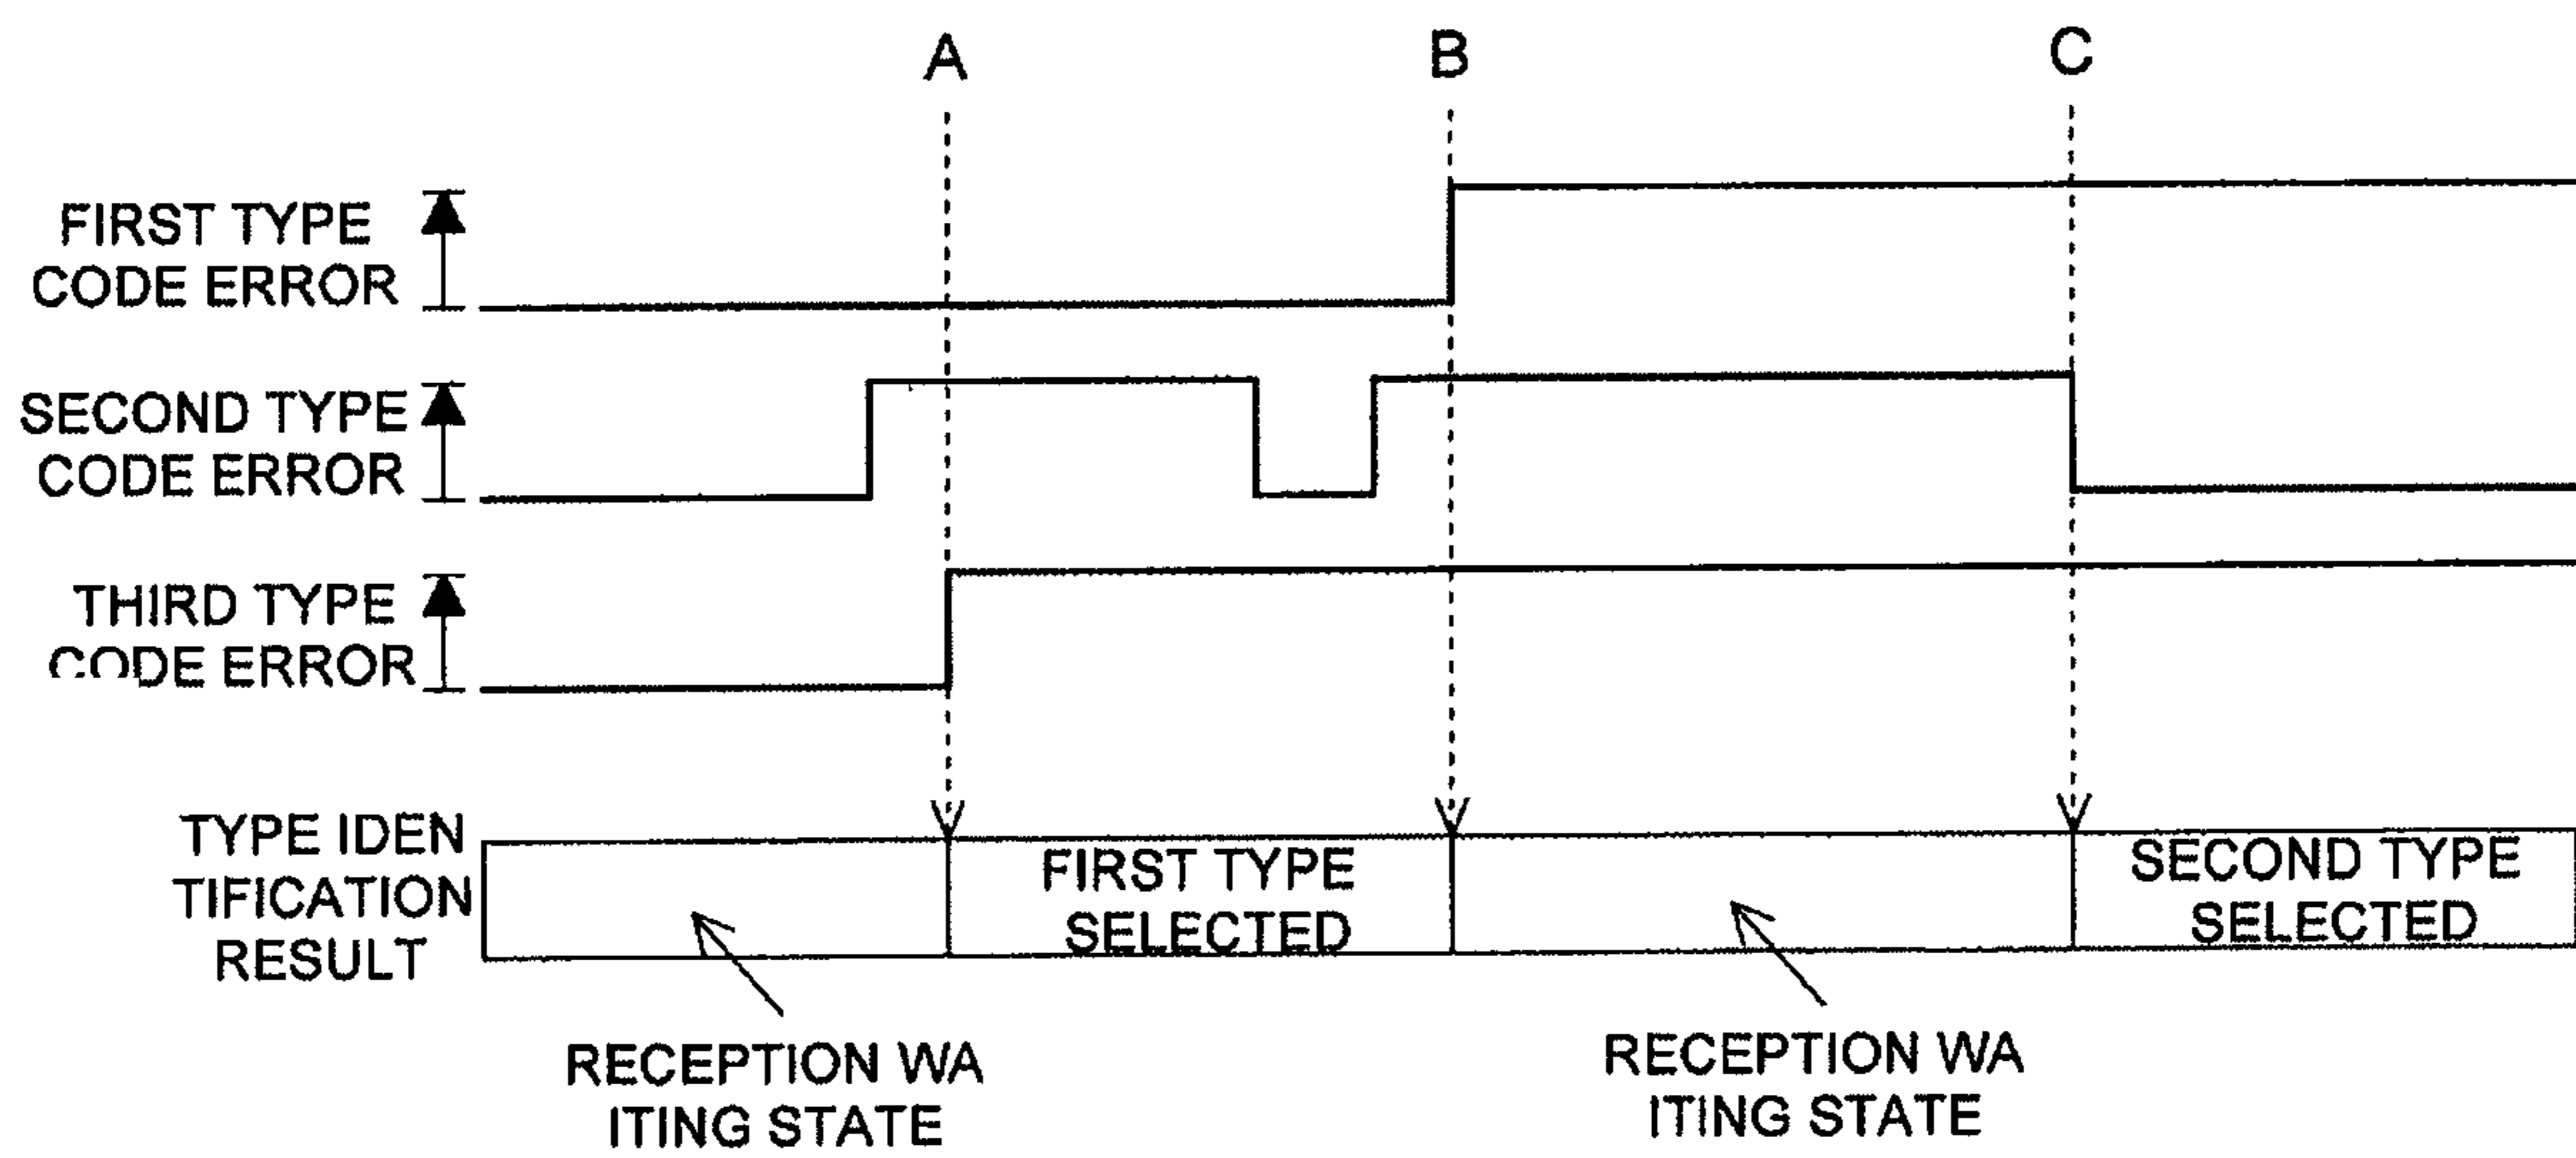 A
B
C
FIRST TYPE
CODE ERROR
SECOND TYPE
CODE ERROR
THIRD TYPE
CODE ERROR
TYPE IDEN
TIFICATION
RESULT
FIRST TYPE
SELECTED
SECOND TYPE
SELECTED
RECEPTION WA
ITING STATE
RECEPTION WA
ITING STATE